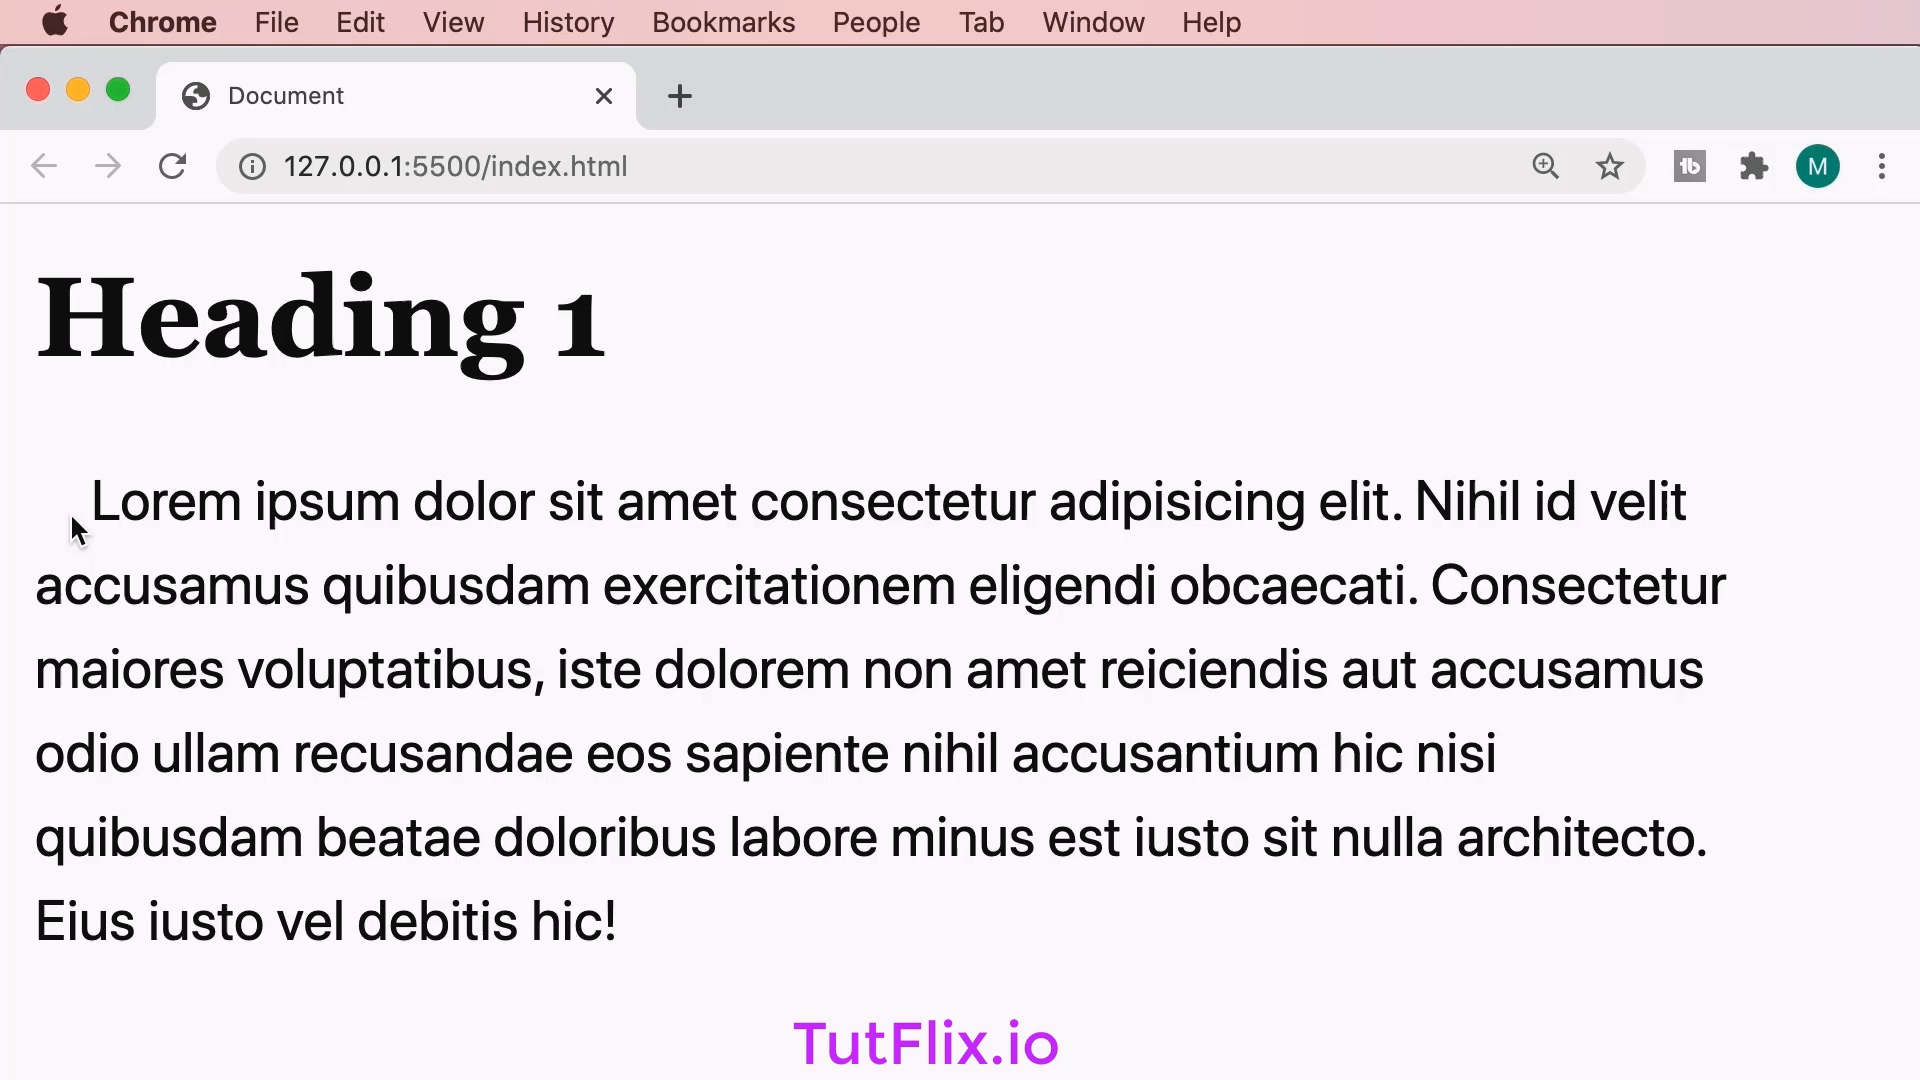 Chrome File Edit View History Bookmarks People Tab Window Help
Document
127.0.0.1:5500/index.html
M
Heading 1
Lorem ipsum dolor sit amet consectetur adipisicing elit. Nihil id velit
accusamus quibusdam exercitationem eligendi obcaecati. Consectetur
maiores voluptatibus, iste dolorem non amet reiciendis aut accusamus
odio ullam recusandae eos sapiente nihil accusantium hic nisi
quibusdam beatae doloribus labore minus est iusto sit nulla architecto.
Eius iusto vel debitis hic!
TutFlix.io